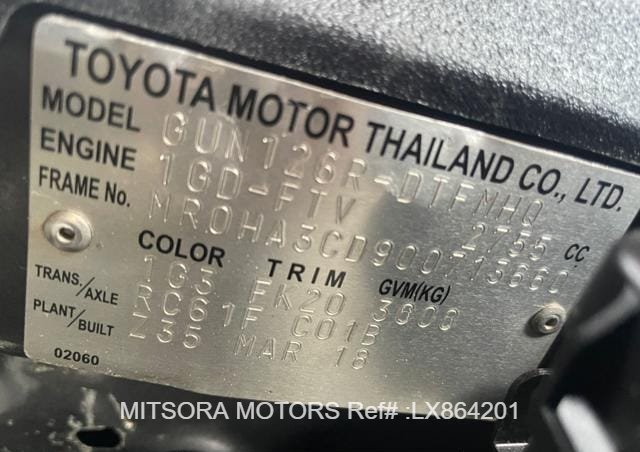 TOYOTA MOTOR THAILAND CO., LTD.
MODEL GUN126R-DTFMHQ
ENGINE 1GD-FTV 2755 CC
FRAME No. MR0HA3CD900713660
COLOR TRIM GVM(KG)
1G3 FK20 3606
TRANS./AXLE RC61F C01B
PLANT/BUILT Z35 MAR 18
02060
MITSORA MOTORS Ref# :LX864201